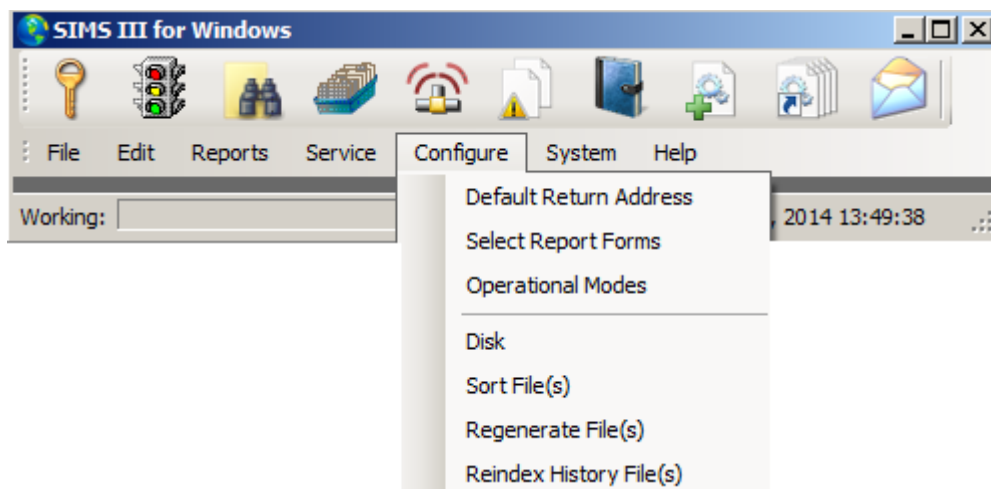 SIMS III for Windows
File Edit Reports Service Configure System Help
Default Return Address
Working: , 2014 13:49:38
Select Report Forms
Operational Modes
Disk
Sort File(s)
Regenerate File(s)
Reindex History File(s)